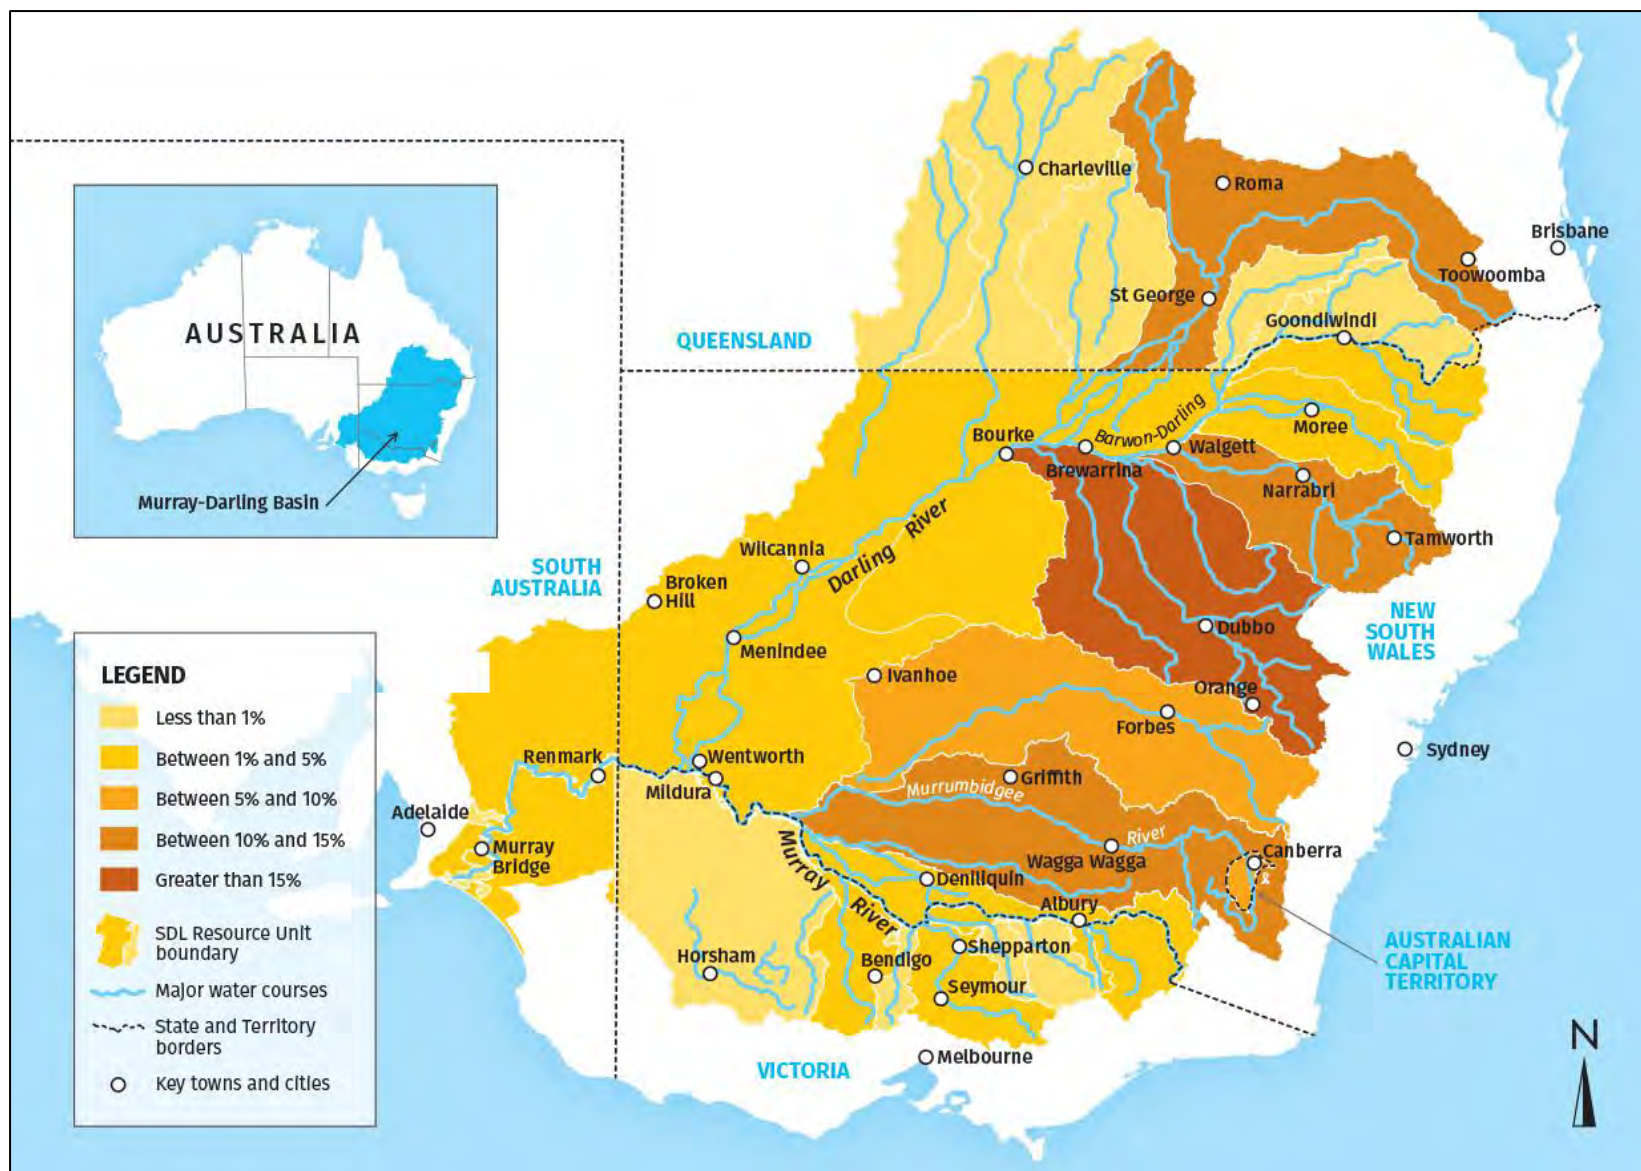 AUSTRALIA
Murray-Darling Basin
LEGEND
Less than 1%
Between 1% and 5%
Between 5% and 10%
Between 10% and 15%
Greater than 15%
SDL Resource Unit
boundary
Major water courses
State and Territory
borders
Key towns and cities
Charleville
Roma
Brisbane
Toowoomba
St George
Goondiwindi
QUEENSLAND
Barwon-Darling
Moree
Bourke
Brewarrina
Walgett
Narrabri
Tamworth
Darling River
Wilcannia
SOUTH
AUSTRALIA
Broken
Hill
Menindee
NEW
SOUTH
WALES
Dubbo
Ivanhoe
Orange
Forbes
Sydney
Renmark
Wentworth
Mildura
Griffith
Murrumbidgee
River
Adelaide
Murray
Bridge
Wagga Wagga
Canberra
Murray
River
Deniliquin
Albury
AUSTRALIAN
CAPITAL
TERRITORY
Horsham
Bendigo
Shepparton
Seymour
Melbourne
VICTORIA
N